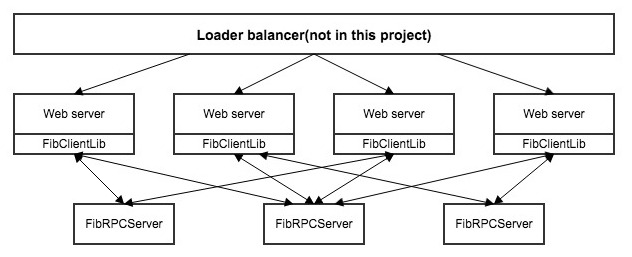 Loader balancer(not in this project)
Web server
Web server
Web server
Web server
FibClientLib
FibClientLib
FibClientLib
FibClientLib
FibRPCServer
FibRPCServer
FibRPCServer